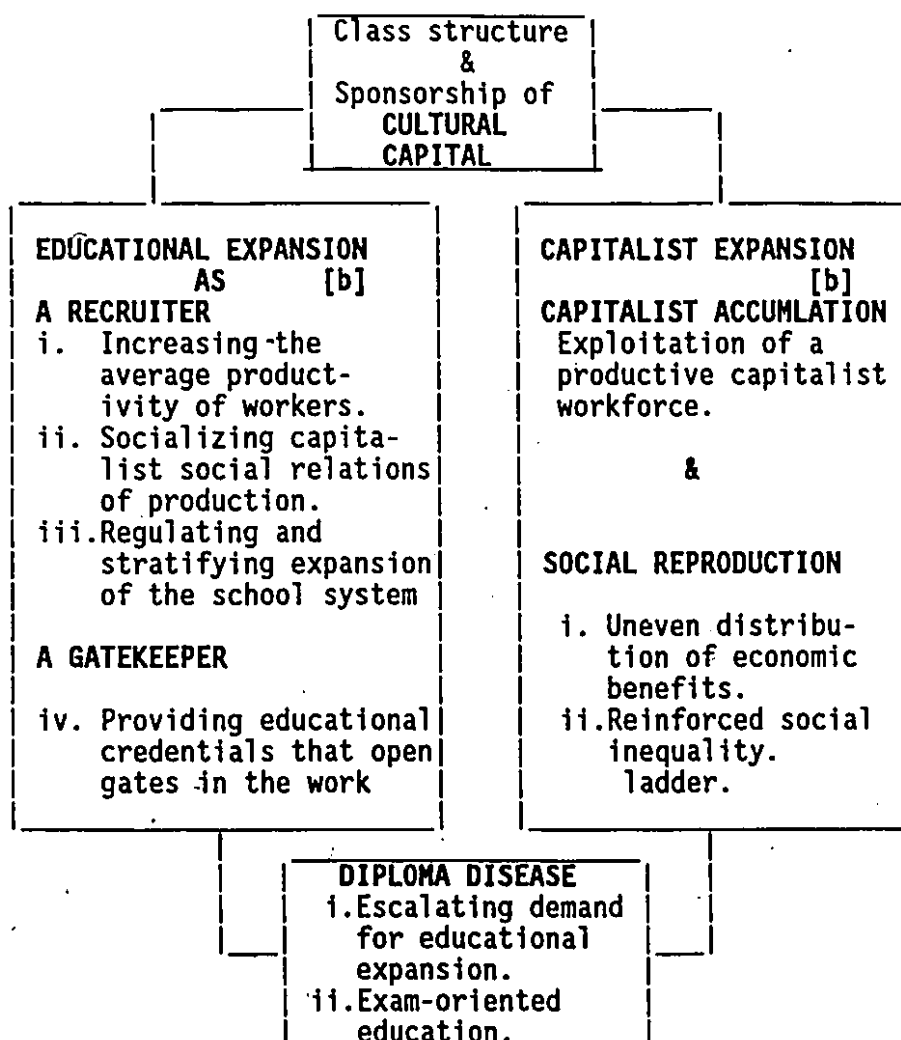 Class structure
&
Sponsorship of
CULTURAL
CAPITAL
EDUCATIONAL EXPANSION
AS [b]
A RECRUITER
i. Increasing the
average product-
ivity of workers.
ii. Socializing capita-
list social relations
of production.
iii.Regulating and
stratifying expansion
of the school system
A GATEKEEPER
iv. Providing educational
credentials that open
gates in the work
CAPITALIST EXPANSION
[b]
CAPITALIST ACCUMLATION
Exploitation of a
productive capitalist
workforce.
&
SOCIAL REPRODUCTION
i. Uneven distribu-
tion of economic
benefits.
ii.Reinforced social
inequality.
ladder.
DIPLOMA DISEASE
i.Escalating demand
for educational
expansion.
ii.Exam-oriented
education.